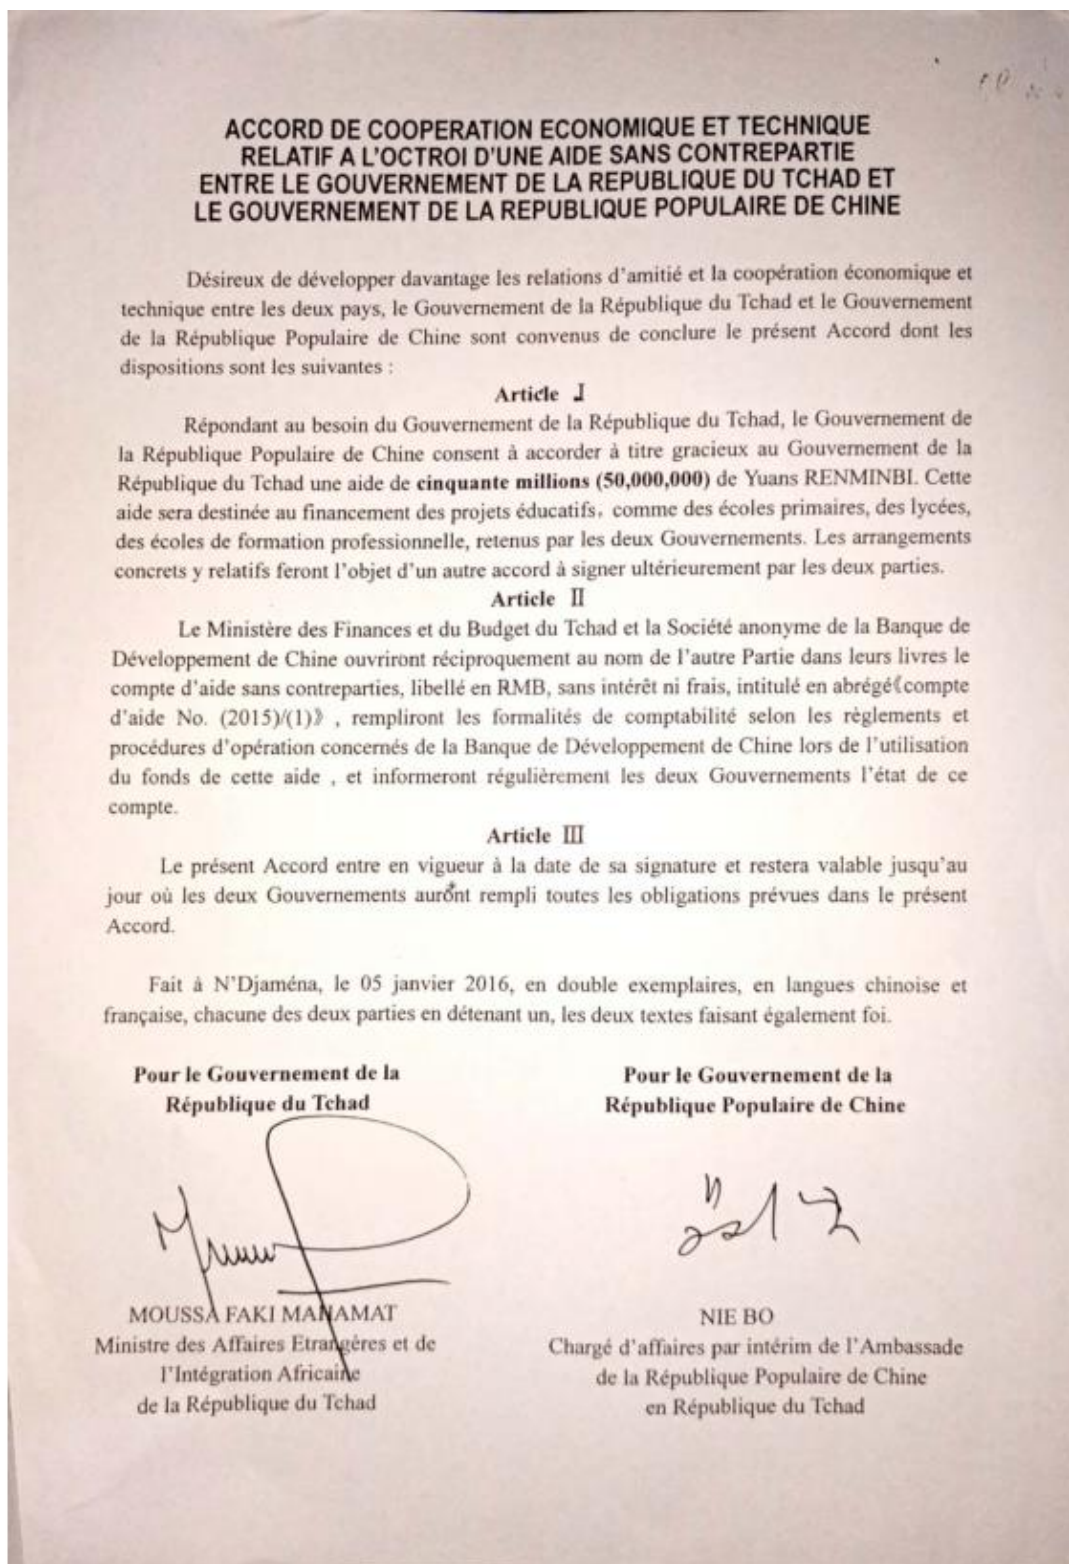 ACCORD DE COOPERATION ECONOMIQUE ET TECHNIQUE
RELATIF A L'OCTROI D'UNE AIDE SANS CONTREPARTIE
ENTRE LE GOUVERNEMENT DE LA REPUBLIQUE DU TCHAD ET
LE GOUVERNEMENT DE LA REPUBLIQUE POPULAIRE DE CHINE
Désireux de développer davantage les relations d'amitié et la coopération économique et
technique entre les deux pays, le Gouvernement de la République du Tchad et le Gouvernement
de la République Populaire de Chine sont convenus de conclure le présent Accord dont les
dispositions sont les suivantes :
Article I
Répondant au besoin du Gouvernement de la République du Tchad, le Gouvernement de
la République Populaire de Chine consent à accorder à titre gracieux au Gouvernement de la
République du Tchad une aide de cinquante millions (50,000,000) de Yuans RENMINBI. Cette
aide sera destinée au financement des projets éducatifs, comme des écoles primaires, des lycées,
des écoles de formation professionnelle, retenus par les deux Gouvernements. Les arrangements
concrets y relatifs feront l'objet d'un autre accord à signer ultérieurement par les deux parties.
Article II
Le Ministère des Finances et du Budget du Tchad et la Société anonyme de la Banque de
Développement de Chine ouvriront réciproquement au nom de l'autre Partie dans leurs livres le
compte d'aide sans contreparties, libellé en RMB, sans intérêt ni frais, intitulé en abrégé《compte
d'aide No. (2015)/(1)》 , rempliront les formalités de comptabilité selon les règlements et
procédures d'opération concernés de la Banque de Développement de Chine lors de l'utilisation
du fonds de cette aide , et informeront régulièrement les deux Gouvernements l'état de ce
compte.
Article III
Le présent Accord entre en vigueur à la date de sa signature et restera valable jusqu'au
jour où les deux Gouvernements auront rempli toutes les obligations prévues dans le présent
Accord.
Fait à N'Djaména, le 05 janvier 2016, en double exemplaires, en langues chinoise et
française, chacune des deux parties en détenant un, les deux textes faisant également foi.
Pour le Gouvernement de la
République du Tchad
Pour le Gouvernement de la
République Populaire de Chine
MOUSSA FAKI MAHAMAT
Ministre des Affaires Etrangères et de
l'Intégration Africaine
de la République du Tchad
NIE BO
Chargé d'affaires par intérim de l'Ambassade
de la République Populaire de Chine
en République du Tchad